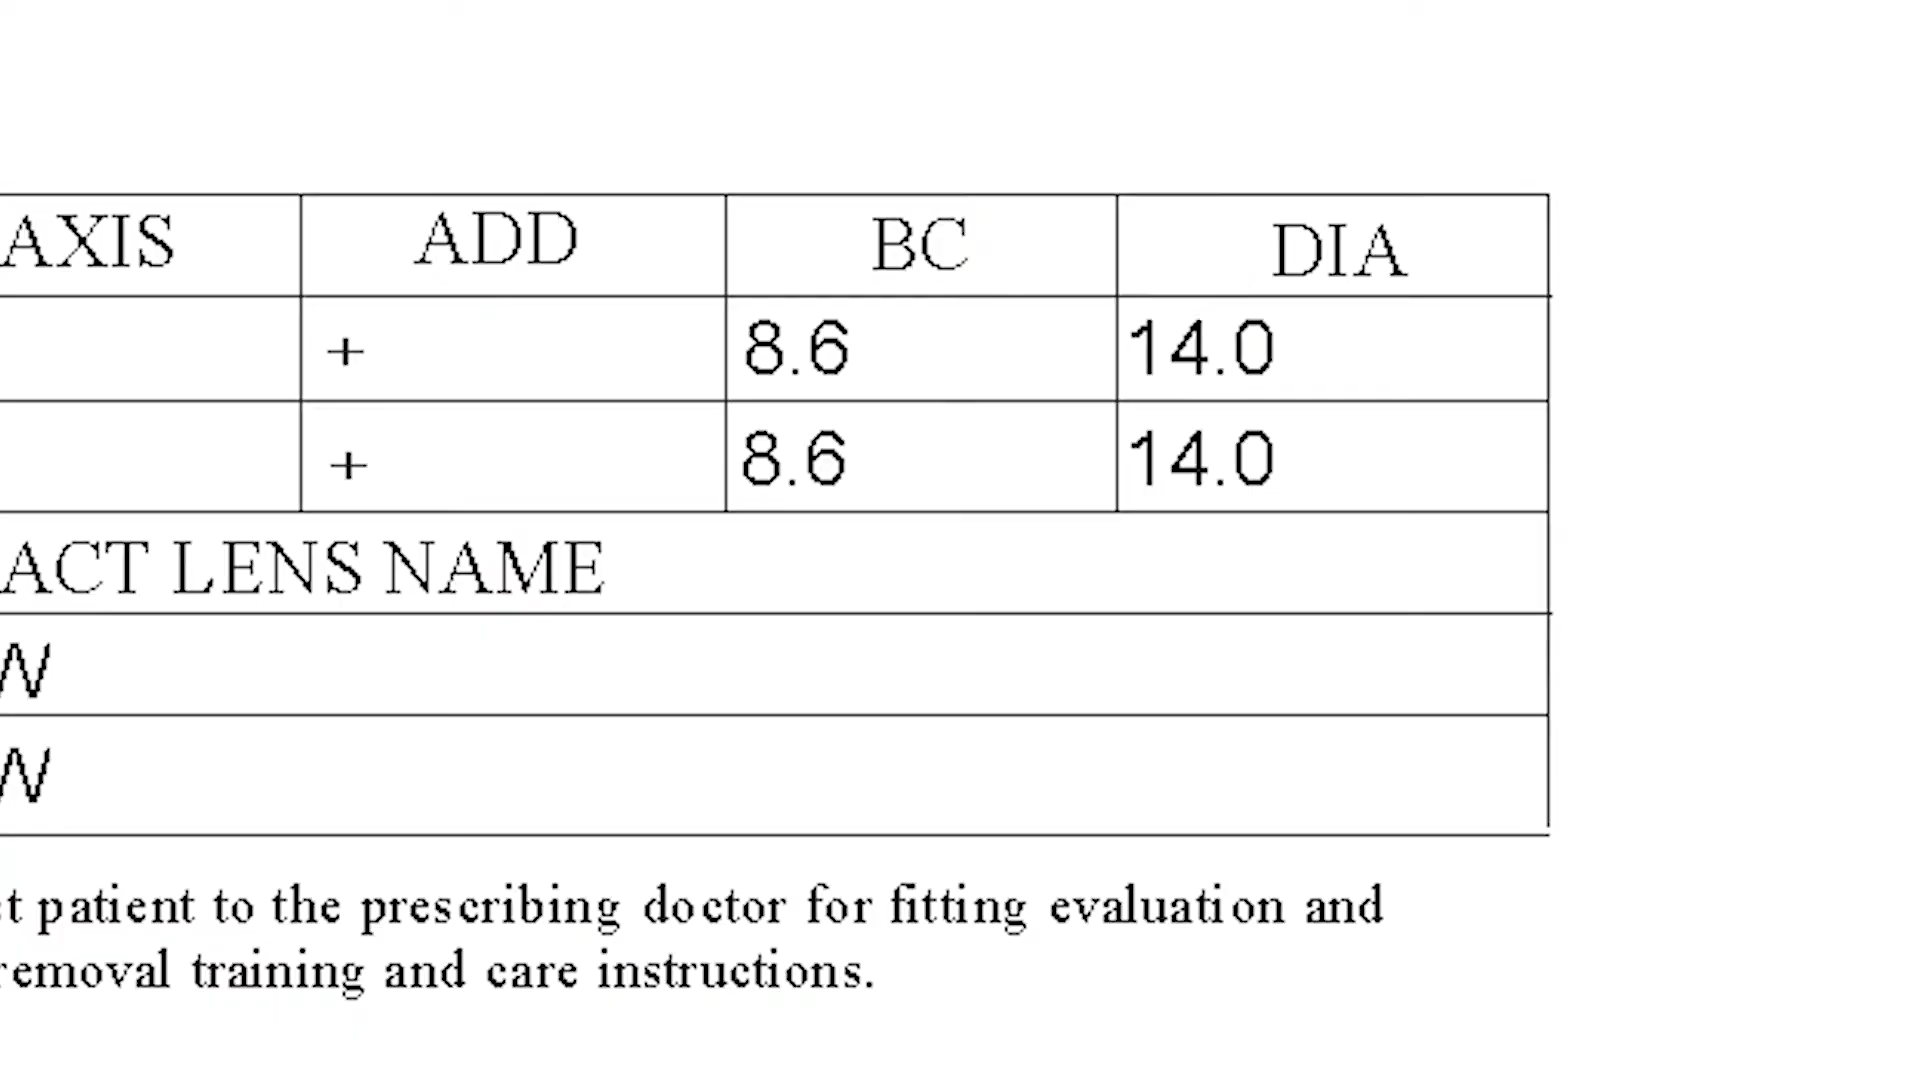 AXIS ADD BC DIA
+ 8.6 14.0
+ 8.6 14.0
ACT LENS NAME
W
W
t patient to the prescribing doctor for fitting evaluation and
removal training and care instructions.